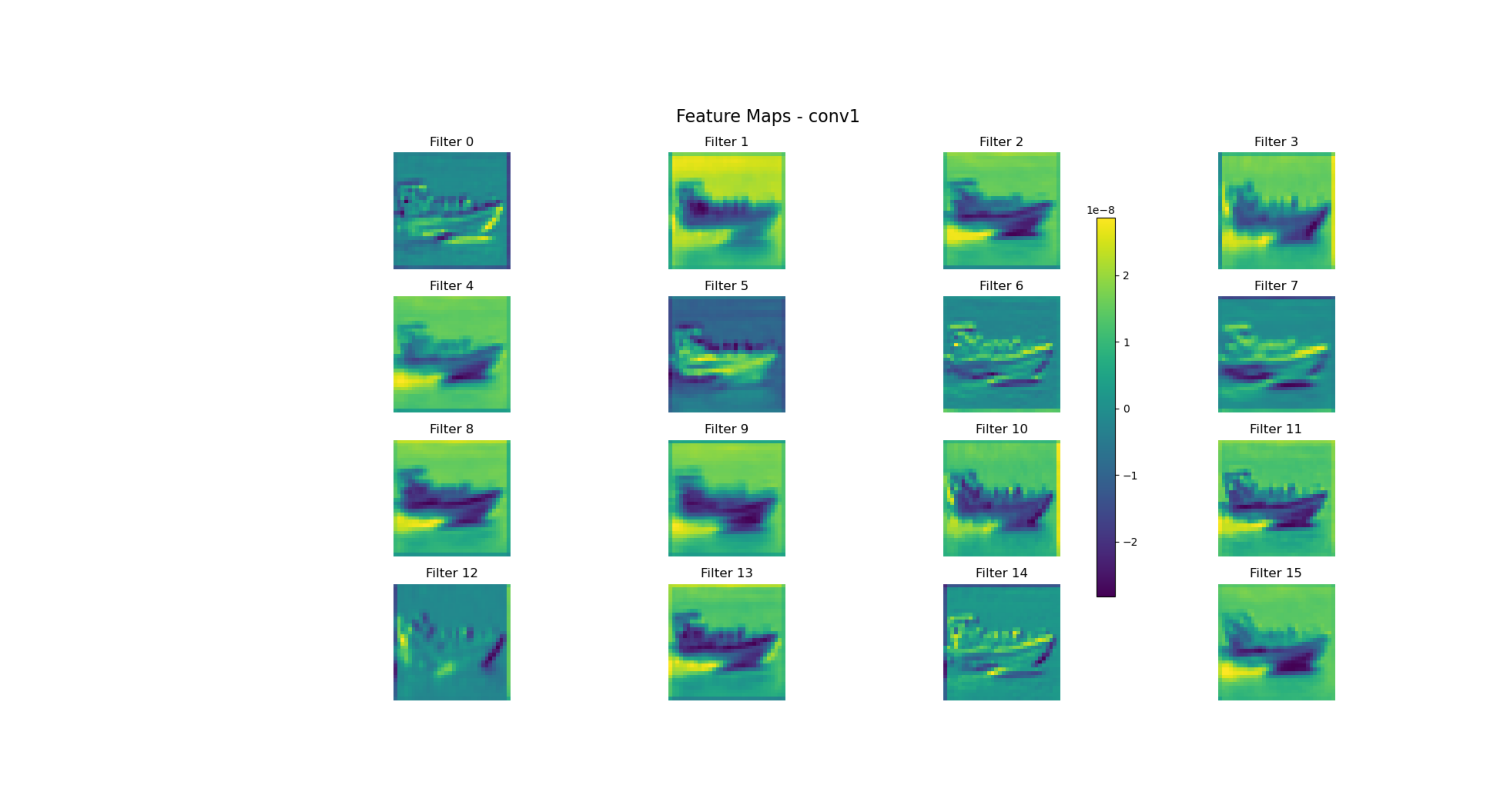 Feature Maps - conv1
Filter 0
Filter 1
Filter 2
Filter 3
1e−8
2
1
0
−1
−2
Filter 4
Filter 5
Filter 6
Filter 7
Filter 8
Filter 9
Filter 10
Filter 11
Filter 12
Filter 13
Filter 14
Filter 15